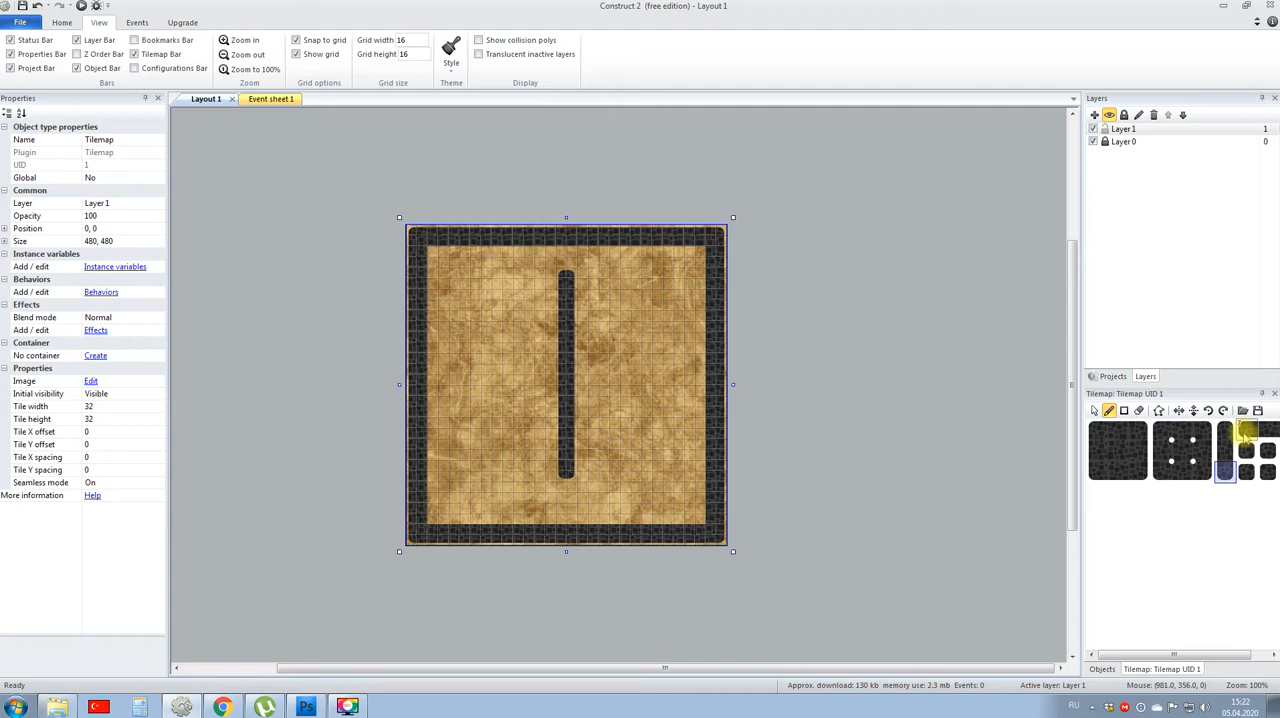 Construct 2 (free edition) - Layout 1
File Home View Events Upgrade
Status Bar Layer Bar Bookmarks Bar Zoom in Snap to grid Grid width 16 Show collision polys
Properties Bar Z Order Bar Tilemap Bar Zoom out Show grid Grid height 16 Style Translucent inactive layers
Project Bar Object Bar Configurations Bar Zoom to 100%
Bars Zoom Grid options Grid size Theme Display
Properties Layout 1 Event sheet 1 Layers
Object type properties
Name Tilemap
Plugin Tilemap
UID 1
Global No
Common
Layer Layer 1
Opacity 100
Position 0, 0
Size 480, 480
Instance variables
Add / edit Instance variables
Behaviors
Add / edit Behaviors
Effects
Blend mode Normal
Add / edit Effects
Container
No container Create
Properties
Image Edit
Initial visibility Visible
Tile width 32
Tile height 32
Tile X offset 0
Tile Y offset 0
Tile X spacing 0
Tile Y spacing 0
Seamless mode On
More information Help
Layer 1 1
Layer 0 0
Projects Layers
Tilemap: Tilemap UID 1
Objects Tilemap: Tilemap UID 1
Ready Approx. download: 130 kb memory use: 2.3 mb Events: 0 Active layer: Layer 1 Mouse: (981.0, 356.0, 0) Zoom: 100%
Ps RU 15:22
05.04.2020